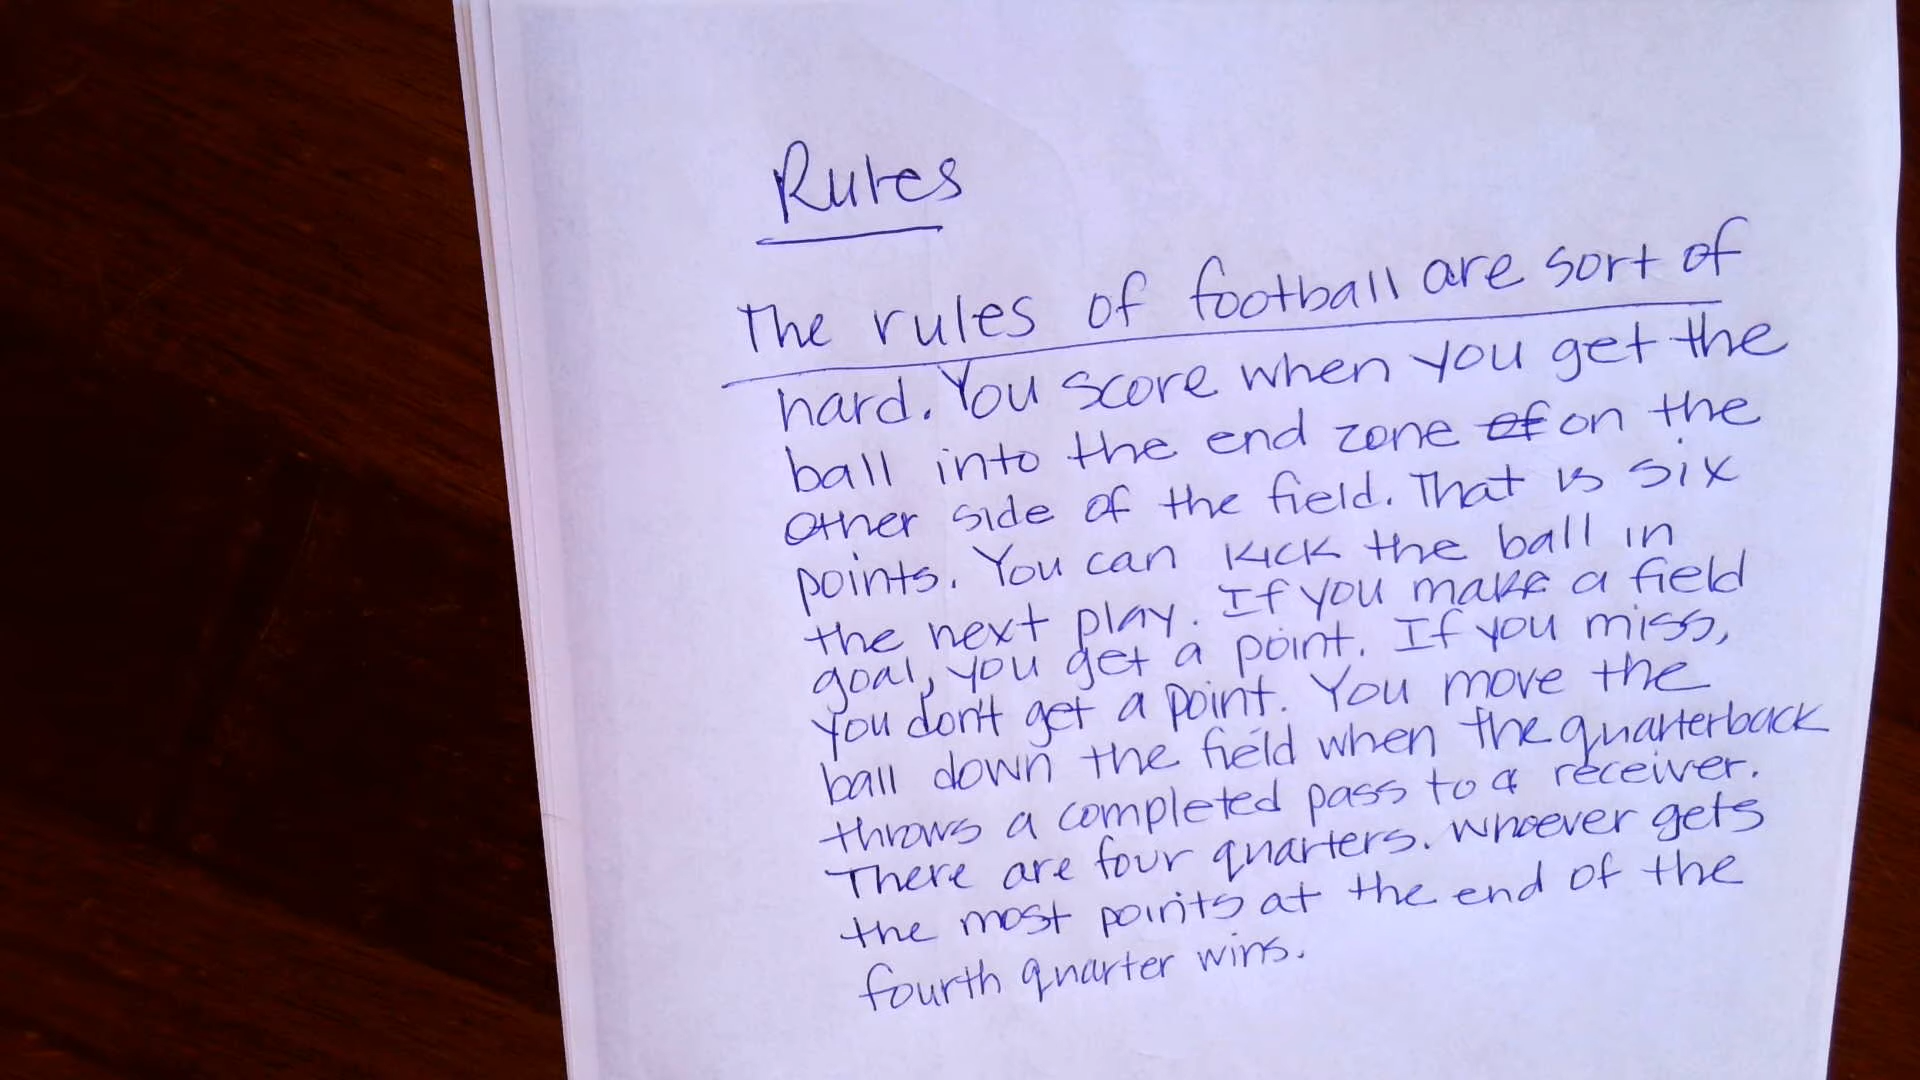 Rules
The rules of football are sort of
hard. You score when you get the
ball into the end zone of on the
other side of the field. That is six
points. You can kick the ball in
the next play. If you make a field
goal, you get a point. If you miss,
you don't get a point. You move the
ball down the field when the quarterback
throws a completed pass to a receiver.
There are four quarters. Whoever gets
the most points at the end of the
fourth quarter wins.